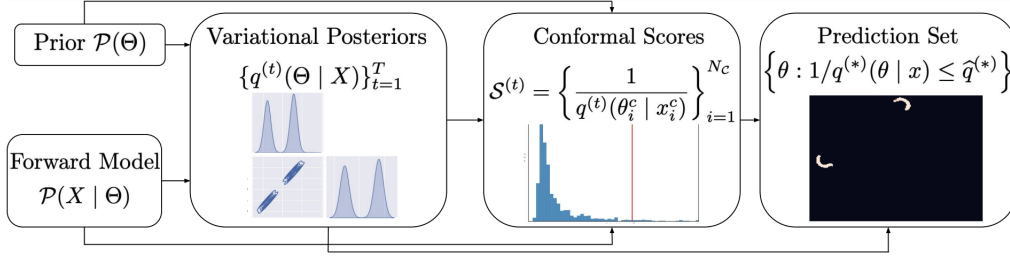 Prior 𝒫(Θ)
Forward Model
𝒫(X | Θ)
Variational Posteriors
{q^{(t)}(Θ | X)}_{t=1}^{T}
Conformal Scores
𝒮^{(t)} = { 1 / q^{(t)}(θ_i^c | x_i^c) }_{i=1}^{N_𝒞}
Prediction Set
{θ : 1/q^{(*)}(θ | x) ≤ q̂^{(*)}}